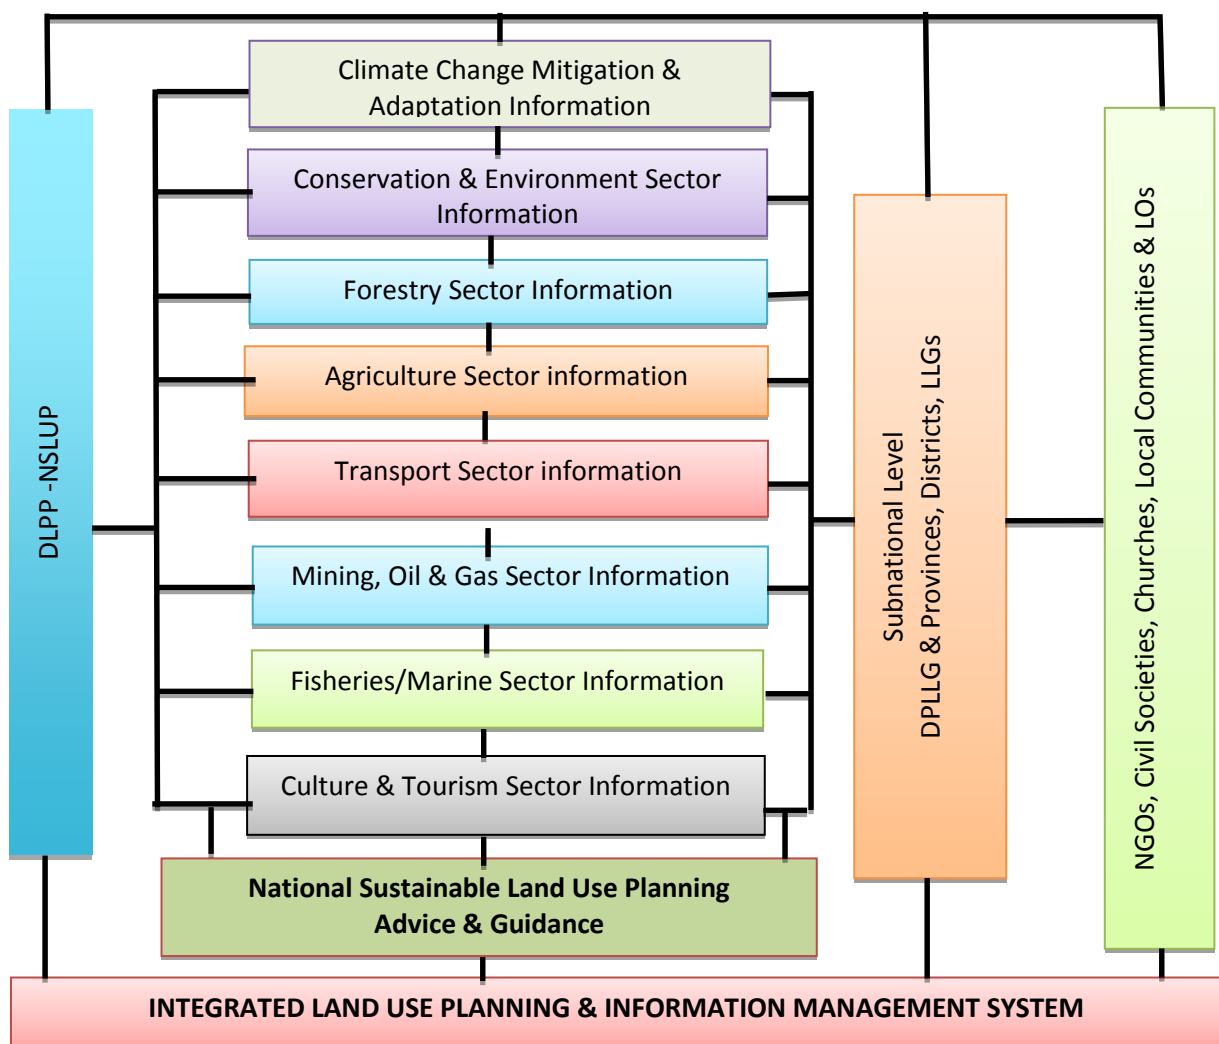 Climate Change Mitigation &
Adaptation Information
Conservation & Environment Sector
Information
Forestry Sector Information
Agriculture Sector information
Transport Sector information
Mining, Oil & Gas Sector Information
Fisheries/Marine Sector Information
Culture & Tourism Sector Information
National Sustainable Land Use Planning
Advice & Guidance
DLPP -NSLUP
Subnational Level
DPLLG & Provinces, Districts, LLGs
NGOs, Civil Societies, Churches, Local Communities & LOs
INTEGRATED LAND USE PLANNING & INFORMATION MANAGEMENT SYSTEM